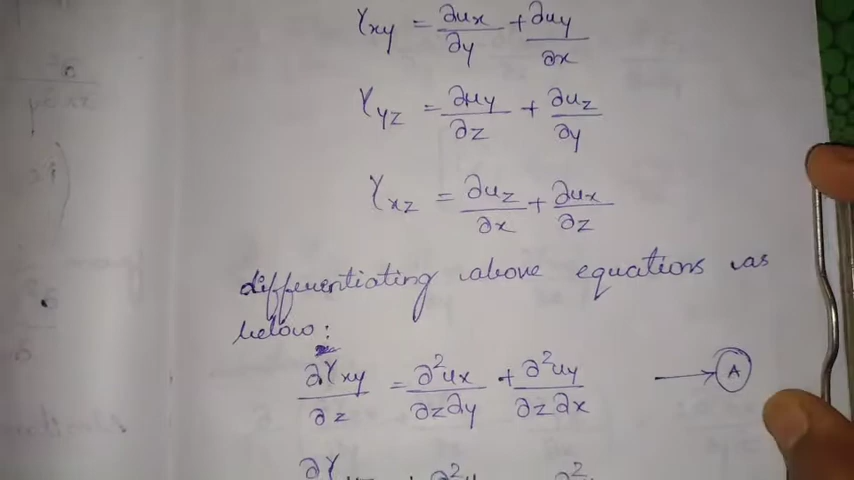 γxy = ∂ux/∂y + ∂uy/∂x
γyz = ∂uy/∂z + ∂uz/∂y
γxz = ∂uz/∂x + ∂ux/∂z
differentiating above equations as
below:
∂γxy/∂z = ∂²ux/∂z∂y + ∂²uy/∂z∂x → A